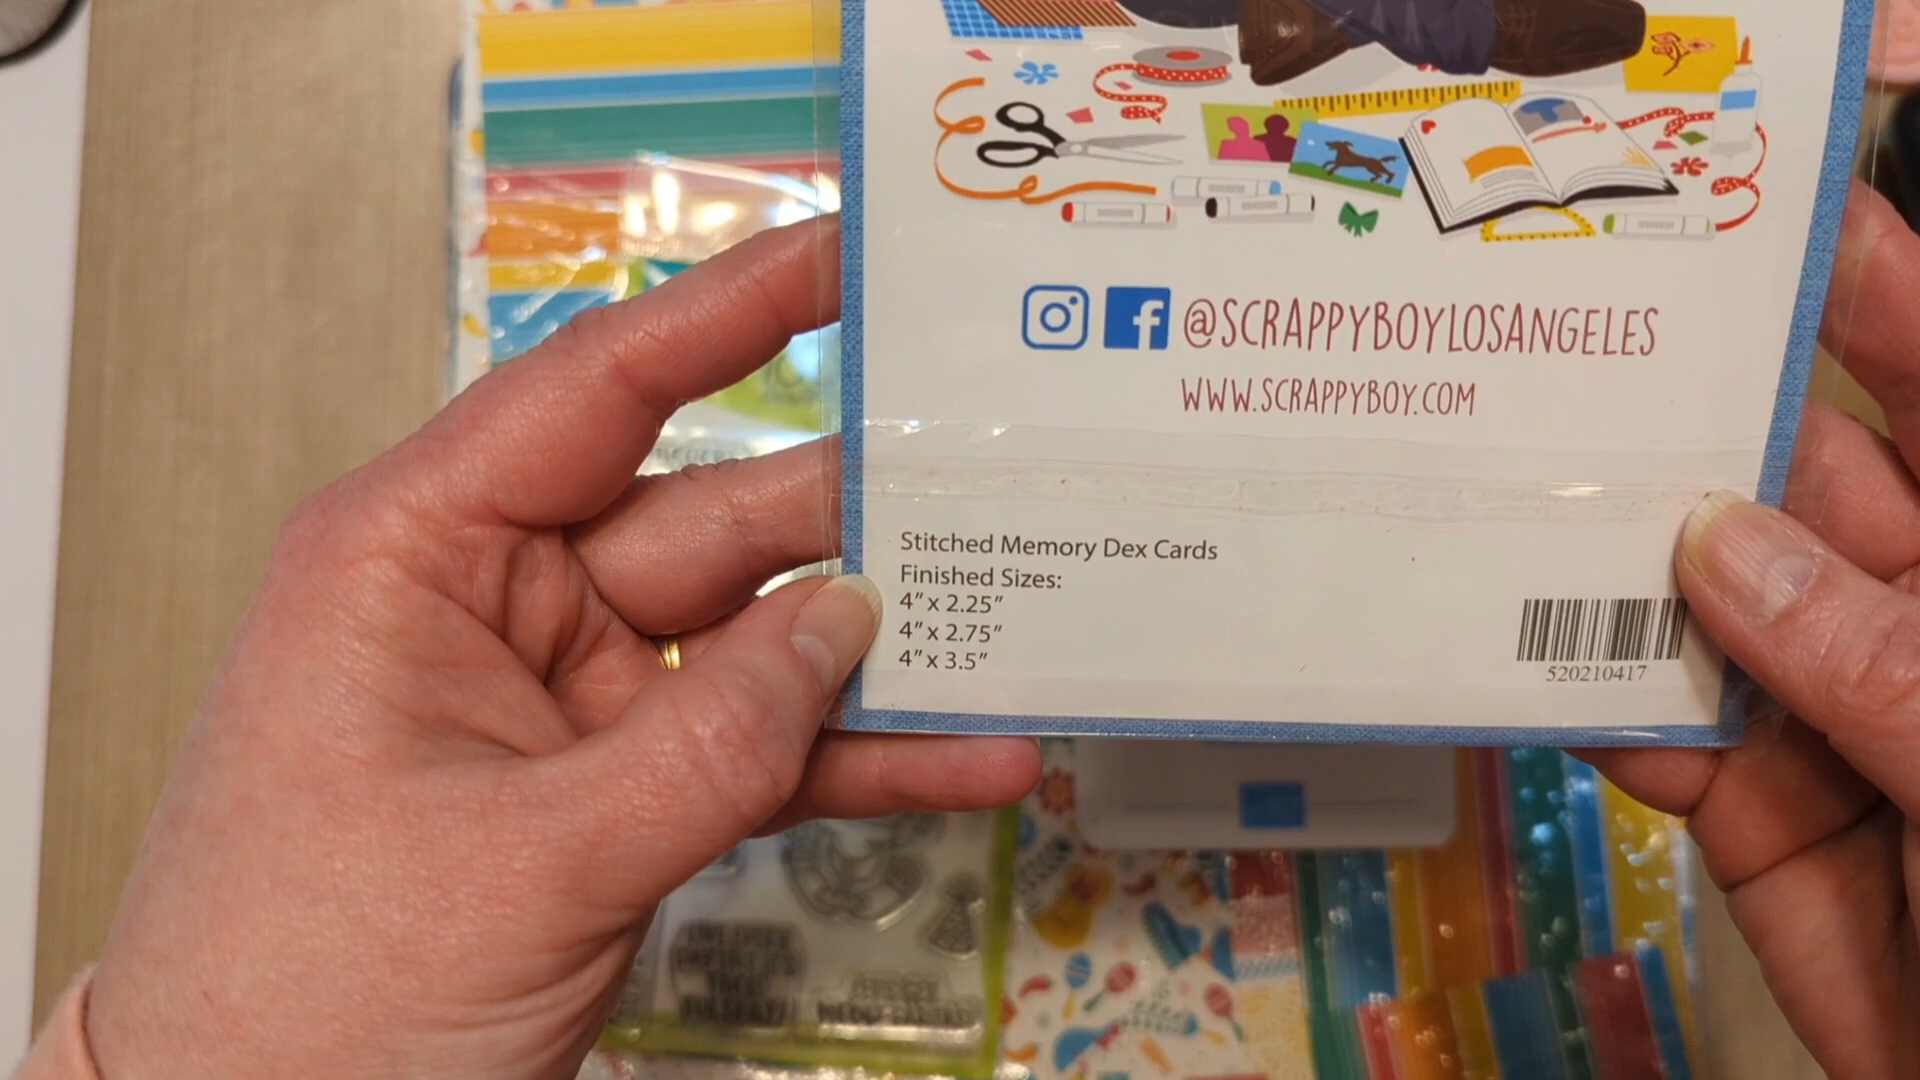 @SCRAPPYBOYLOSANGELES
WWW.SCRAPPYBOY.COM
Stitched Memory Dex Cards
Finished Sizes:
4" x 2.25"
4" x 2.75"
4" x 3.5"
520210417